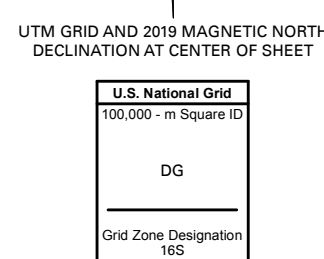 UTM GRID AND 2019 MAGNETIC NORTH
DECLINATION AT CENTER OF SHEET
U.S. National Grid
100,000 - m Square ID
DG
Grid Zone Designation
16S